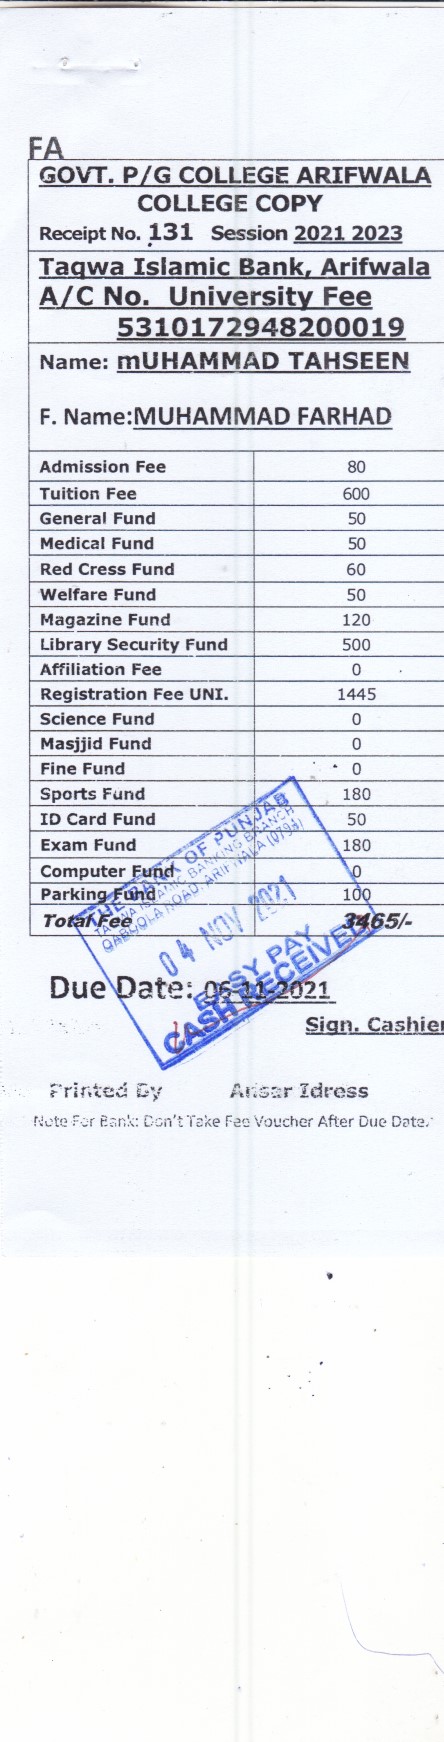 FA
GOVT. P/G COLLEGE ARIFWALA
COLLEGE COPY
Receipt No. 131 Session 2021 2023
Taqwa Islamic Bank, Arifwala
A/C No. University Fee
5310172948200019
Name: mUHAMMAD TAHSEEN
F. Name:MUHAMMAD FARHAD
Admission Fee 80
Tuition Fee 600
General Fund 50
Medical Fund 50
Red Cress Fund 60
Welfare Fund 50
Magazine Fund 120
Library Security Fund 500
Affiliation Fee 0
Registration Fee UNI. 1445
Science Fund 0
Masjjid Fund 0
Fine Fund 0
Sports Fund 180
ID Card Fund 50
Exam Fund 180
Computer Fund 0
Parking Fund 100
Total Fee 3465/-
THE BANK OF PUNJAB
TAQWA ISLAMIC BANKING BRANCH
QABOOLA ROAD, ARIFWALA (0793)
04 NOV 2021
EASY PAY
CASH RECEIVED
Due Date: 06-11-2021
Sign. Cashier
Printed By Ansar Idress
Note For Bank: Don't Take Fee Voucher After Due Date.